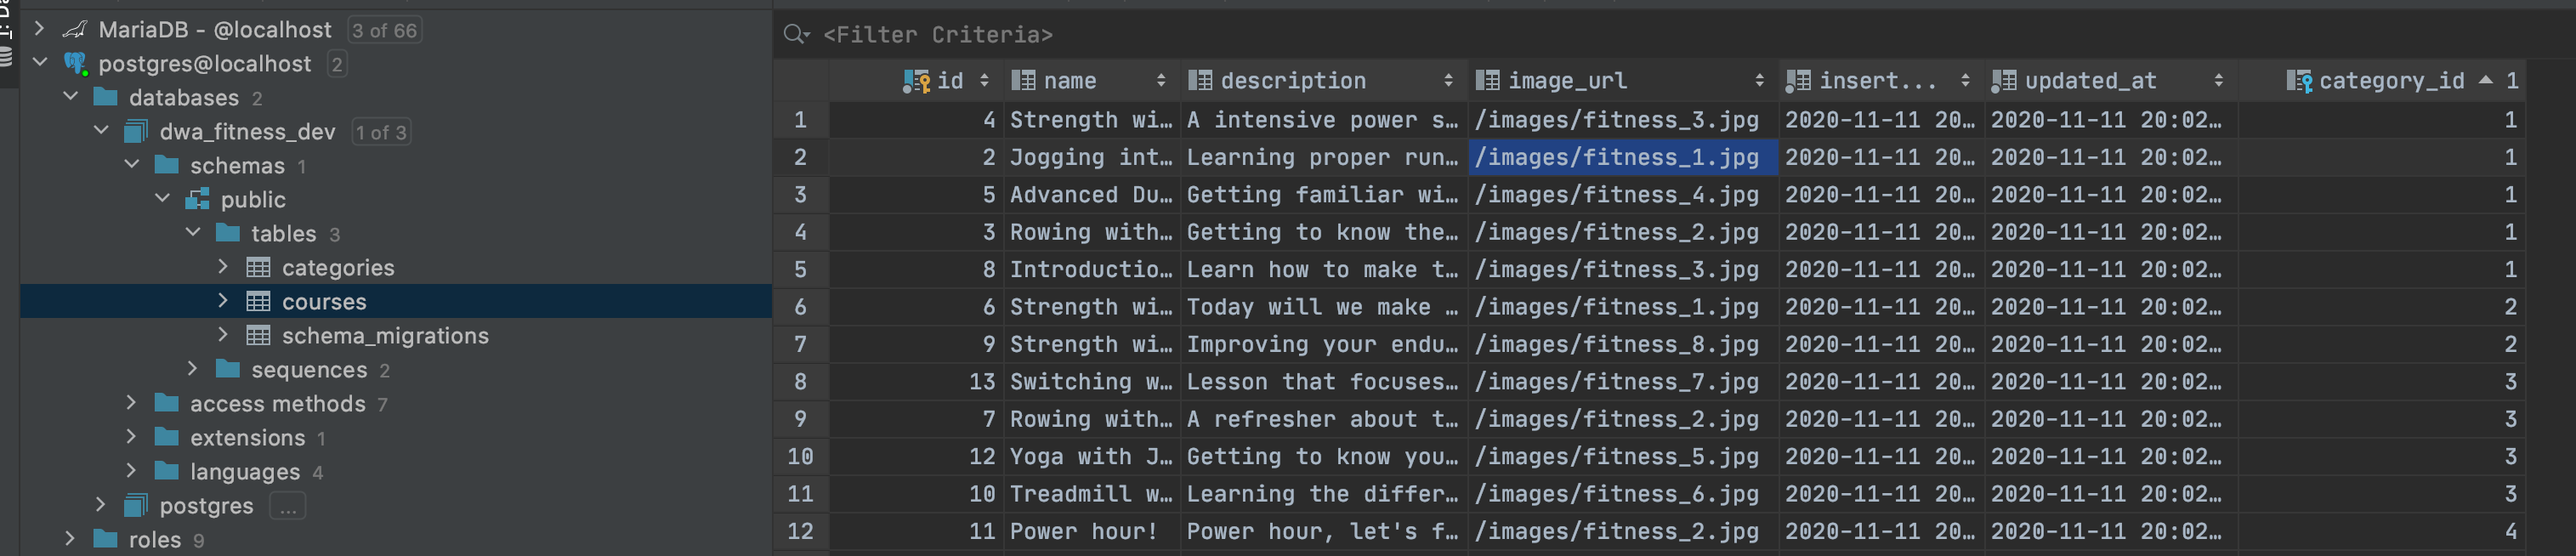 MariaDB - @localhost 3 of 66
postgres@localhost 2
databases 2
dwa_fitness_dev 1 of 3
schemas 1
public
tables 3
categories
courses
schema_migrations
sequences 2
access methods 7
extensions 1
languages 4
postgres ...
roles 9
<Filter Criteria>
id name description image_url insert... updated_at category_id 1
1 4 Strength wi… A intensive power s… /images/fitness_3.jpg 2020-11-11 20… 2020-11-11 20:02… 1
2 2 Jogging int… Learning proper run… /images/fitness_1.jpg 2020-11-11 20… 2020-11-11 20:02… 1
3 5 Advanced Du… Getting familiar wi… /images/fitness_4.jpg 2020-11-11 20… 2020-11-11 20:02… 1
4 3 Rowing with… Getting to know the… /images/fitness_2.jpg 2020-11-11 20… 2020-11-11 20:02… 1
5 8 Introductio… Learn how to make t… /images/fitness_3.jpg 2020-11-11 20… 2020-11-11 20:02… 1
6 6 Strength wi… Today will we make … /images/fitness_1.jpg 2020-11-11 20… 2020-11-11 20:02… 2
7 9 Strength wi… Improving your endu… /images/fitness_8.jpg 2020-11-11 20… 2020-11-11 20:02… 2
8 13 Switching w… Lesson that focuses… /images/fitness_7.jpg 2020-11-11 20… 2020-11-11 20:02… 3
9 7 Rowing with… A refresher about t… /images/fitness_2.jpg 2020-11-11 20… 2020-11-11 20:02… 3
10 12 Yoga with J… Getting to know you… /images/fitness_5.jpg 2020-11-11 20… 2020-11-11 20:02… 3
11 10 Treadmill w… Learning the differ… /images/fitness_6.jpg 2020-11-11 20… 2020-11-11 20:02… 3
12 11 Power hour! Power hour, let's f… /images/fitness_2.jpg 2020-11-11 20… 2020-11-11 20:02… 4